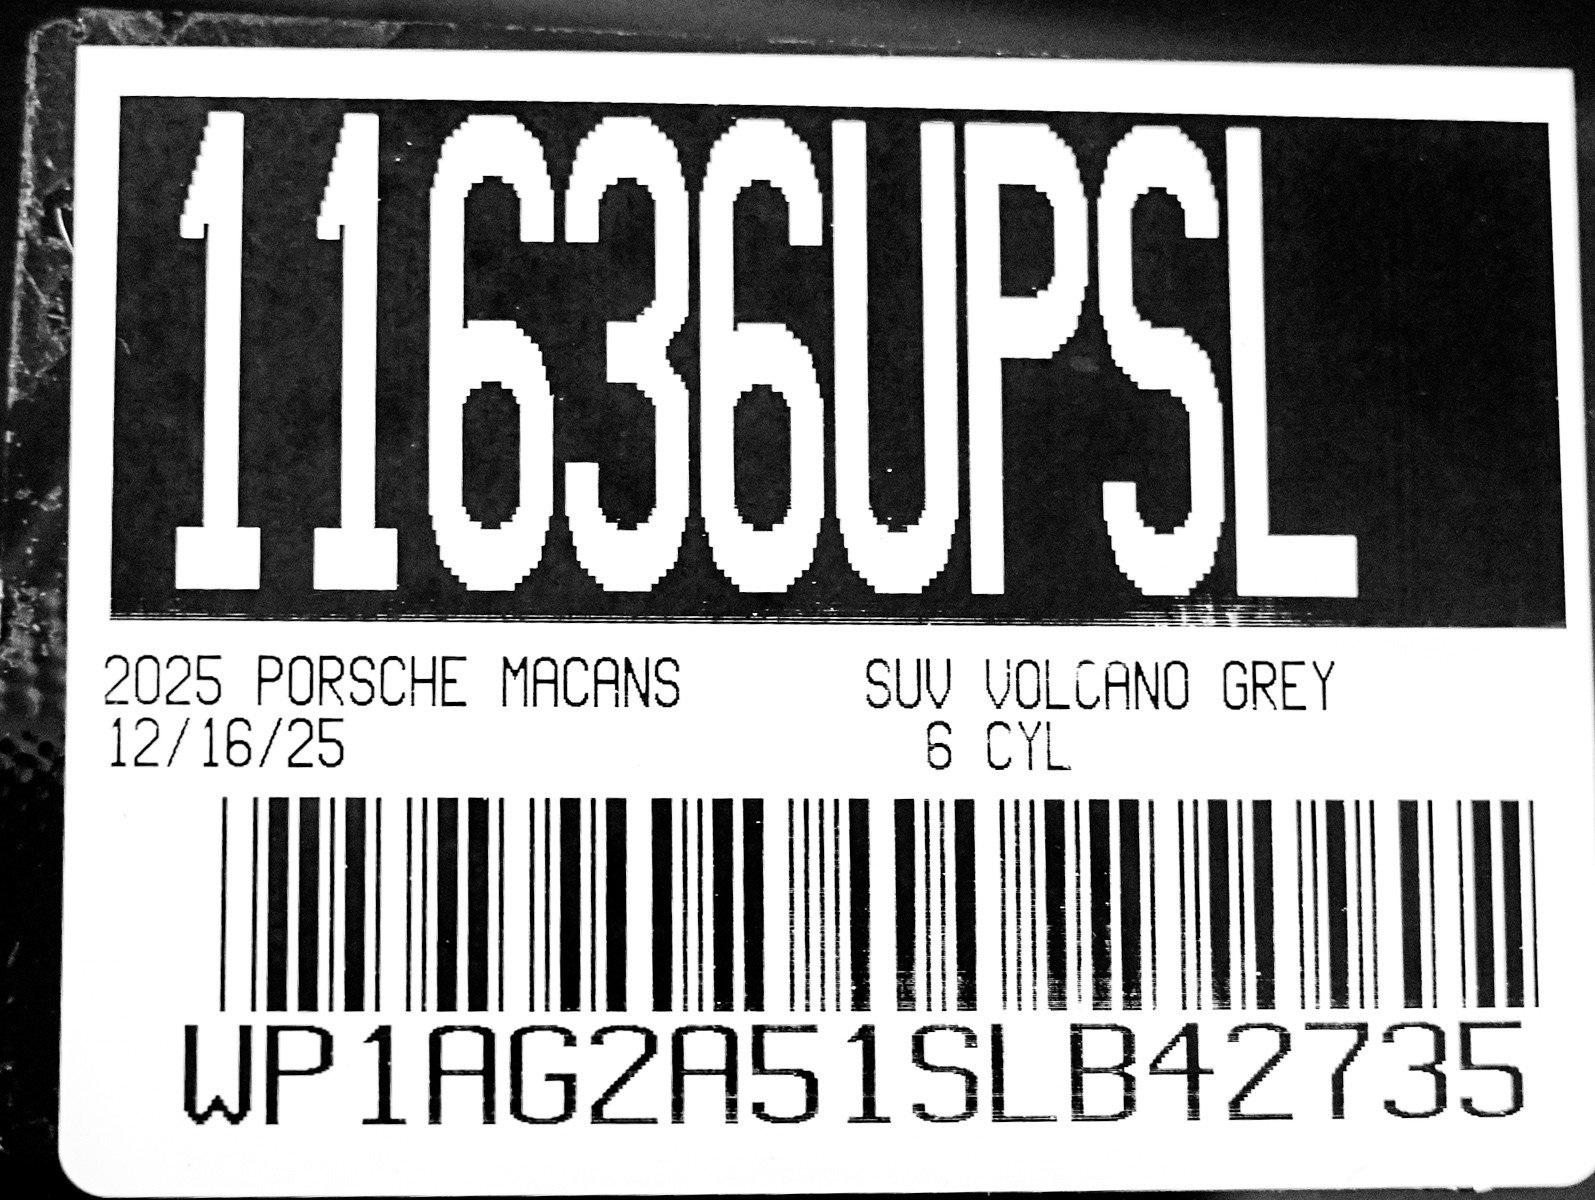 11636UPSL
2025 PORSCHE MACANS SUV VOLCANO GREY
12/16/25 6 CYL
WP1AG2A51SLB42735